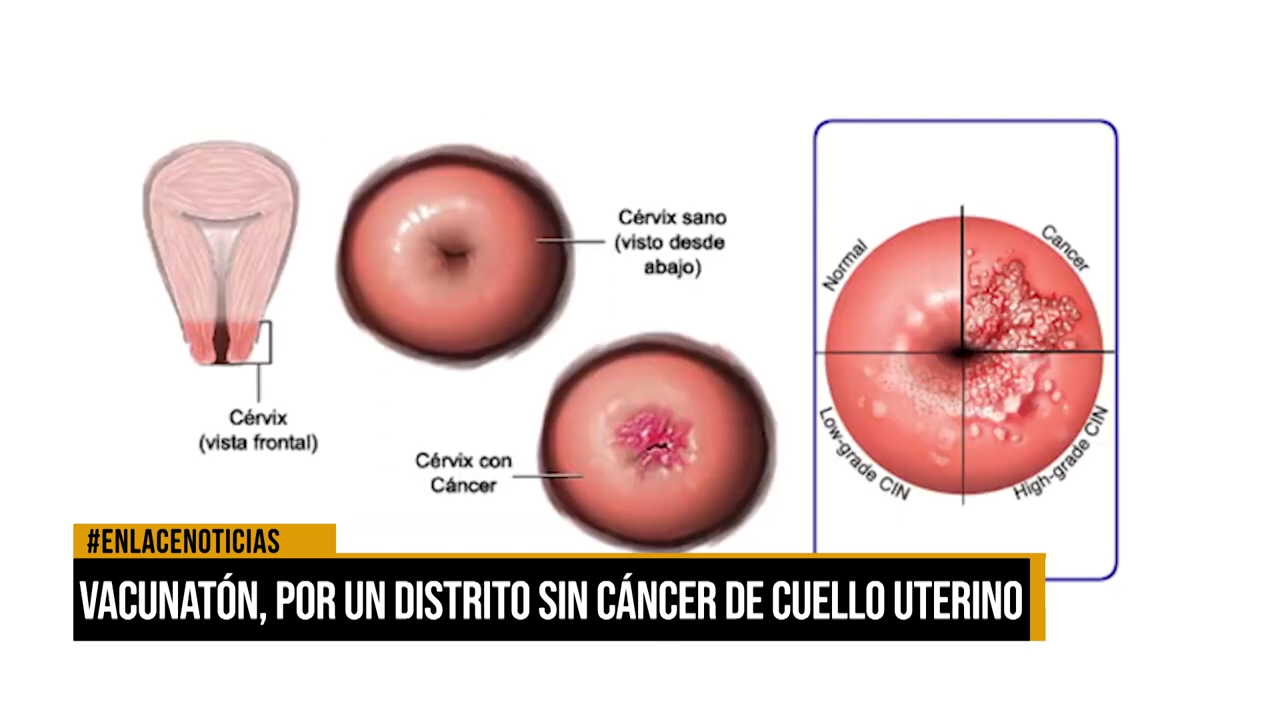 Cérvix sano
(visto desde
abajo)
Cérvix
(vista frontal)
Cérvix con
Cáncer
Normal
Cancer
Low-grade CIN
High-grade CIN
#ENLACENOTICIAS
VACUNATÓN, POR UN DISTRITO SIN CÁNCER DE CUELLO UTERINO